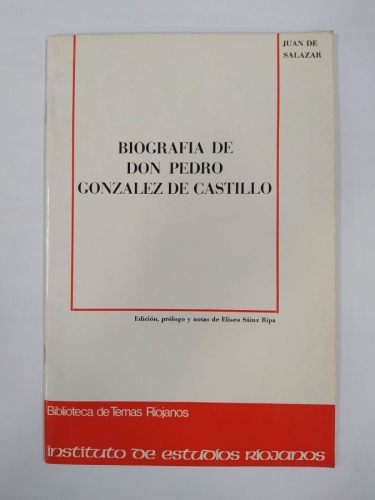 JUAN DE
SALAZAR
BIOGRAFIA DE
DON PEDRO
GONZALEZ DE CASTILLO
Edición, prólogo y notas de Eliseo Sáinz Ripa
Biblioteca de Temas Riojanos
instituto de estudios riojanos